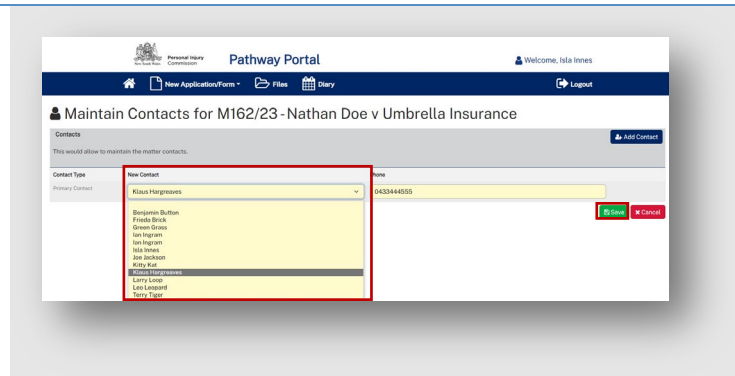 Personal Injury
Commission
Pathway Portal
Welcome, Isla Innes
New Application/Form
Files
Diary
Logout
Maintain Contacts for M162/23 - Nathan Doe v Umbrella Insurance
Contacts
Add Contact
This would allow to maintain the matter contacts.
Contact Type New Contact Phone
Primary Contact Klaus Hargreaves 0433444555
Save Cancel
Benjamin Button
Frieda Brick
Green Grass
Ian Ingram
Ion Ingram
Isla Innes
Joe Jackson
Kitty Kat
Klaus Hargreaves
Larry Loop
Leo Leopard
Terry Tiger